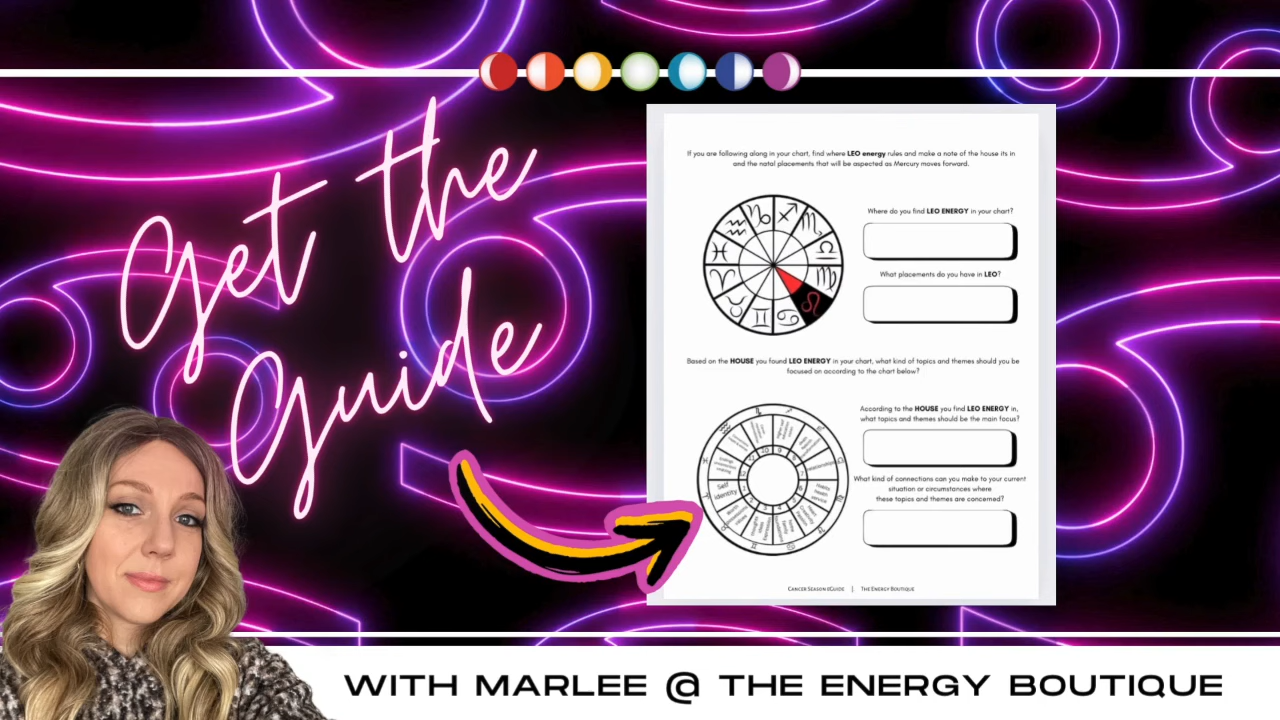 Get the
Guide
If you are following along in your chart, find where LEO energy rules and make a note of the house its in
and the natal placements that will be aspected as Mercury moves forward.
Where do you find LEO ENERGY in your chart?
What placements do you have in LEO?
Based on the HOUSE you found LEO ENERGY in your chart, what kind of topics and themes should you be
focused on according to the chart below?
According to the HOUSE you find LEO ENERGY in,
what topics and themes should be the main focus?
Self
Identity
What kind of connections can you make to your current
situation or circumstances where
these topics and themes are concerned?
CANCER SEASON I/GUIDE | THE ENERGY BOUTIQUE
WITH MARLEE @ THE ENERGY BOUTIQUE